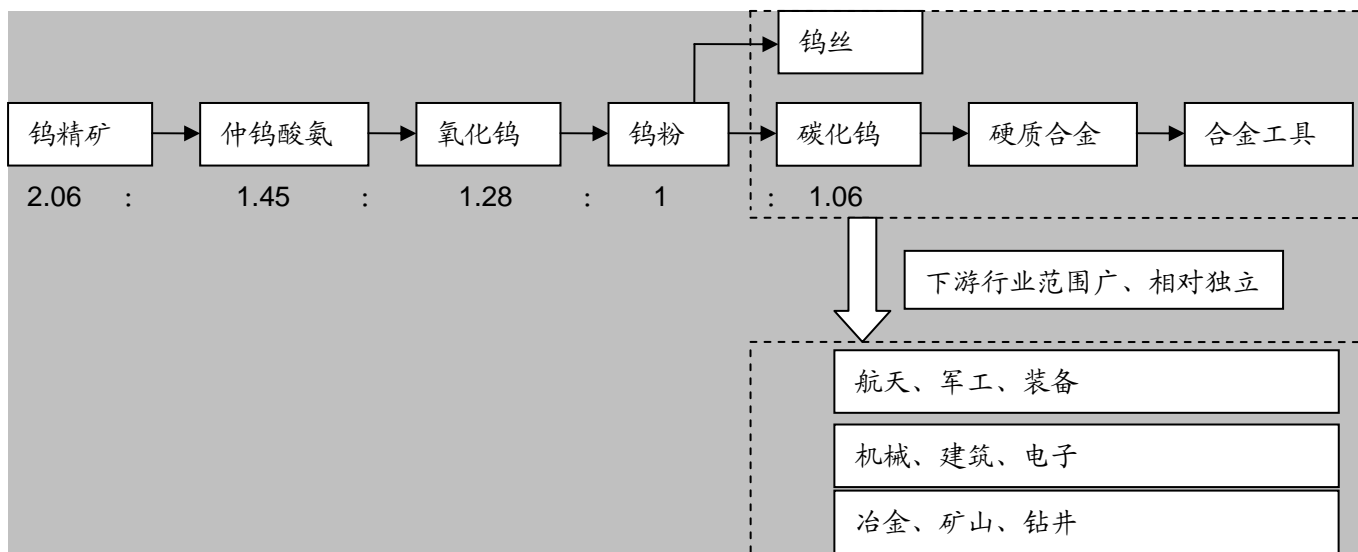 钨丝
钨精矿 仲钨酸氨 氧化钨 钨粉 碳化钨 硬质合金 合金工具
2.06 : 1.45 : 1.28 : 1 : 1.06
下游行业范围广、相对独立
航天、军工、装备
机械、建筑、电子
冶金、矿山、钻井